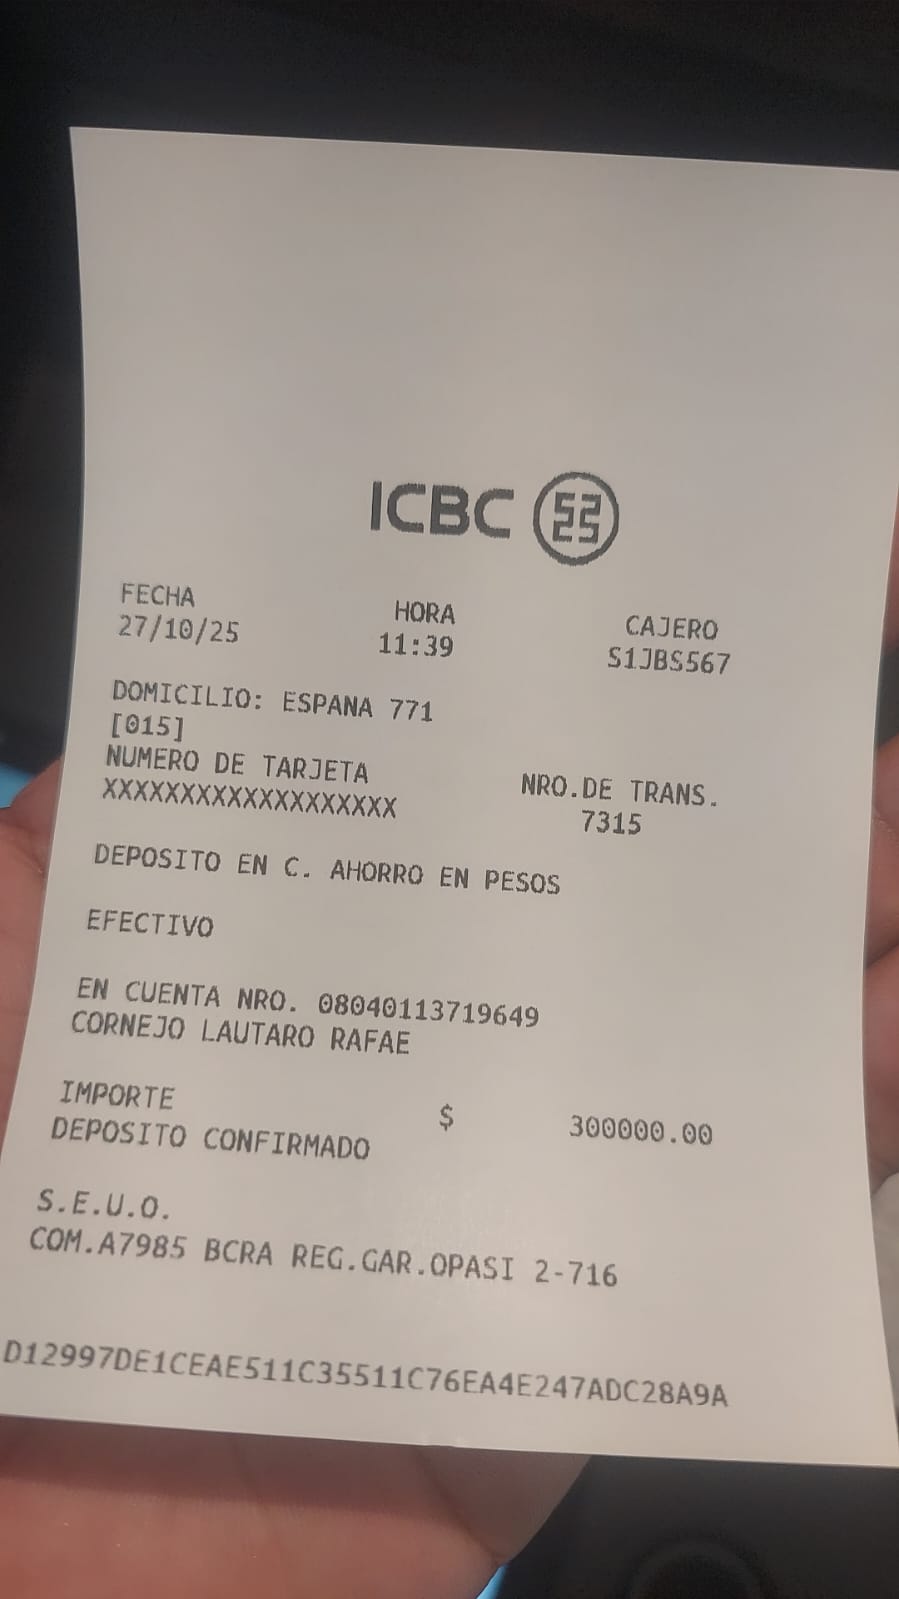 ICBC
FECHA HORA CAJERO
27/10/25 11:39 S1JBS567
DOMICILIO: ESPANA 771
[015]
NUMERO DE TARJETA NRO.DE TRANS.
XXXXXXXXXXXXXXXXXXX 7315
DEPOSITO EN C. AHORRO EN PESOS
EFECTIVO
EN CUENTA NRO. 08040113719649
CORNEJO LAUTARO RAFAE
IMPORTE $ 300000.00
DEPOSITO CONFIRMADO
S.E.U.O.
COM.A7985 BCRA REG.GAR.OPASI 2-716
D12997DE1CEAE511C35511C76EA4E247ADC28A9A